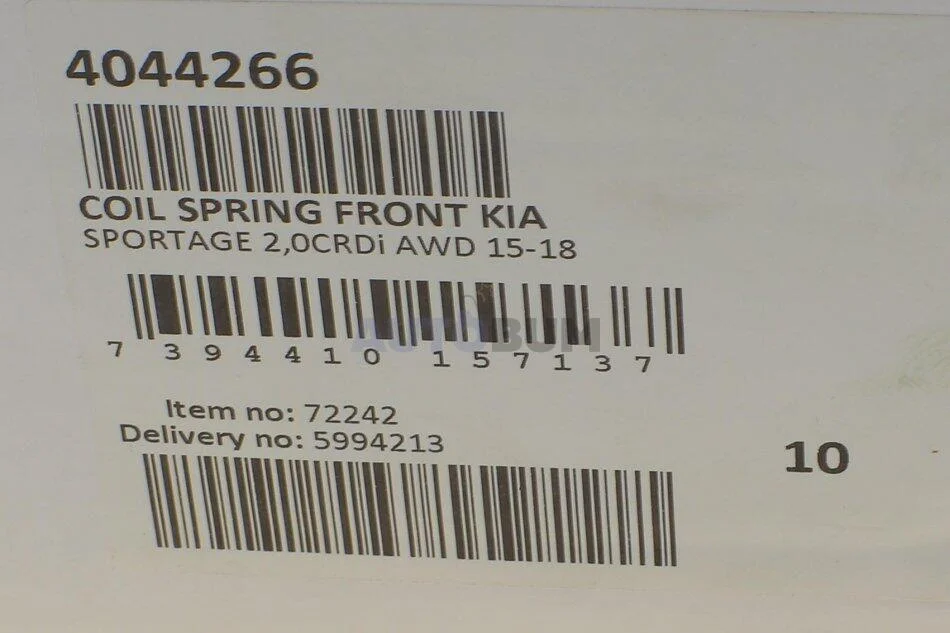 4044266
COIL SPRING FRONT KIA
SPORTAGE 2,0CRDi AWD 15-18
AUTOBUM
7 394410 157137
Item no: 72242
Delivery no: 5994213
10